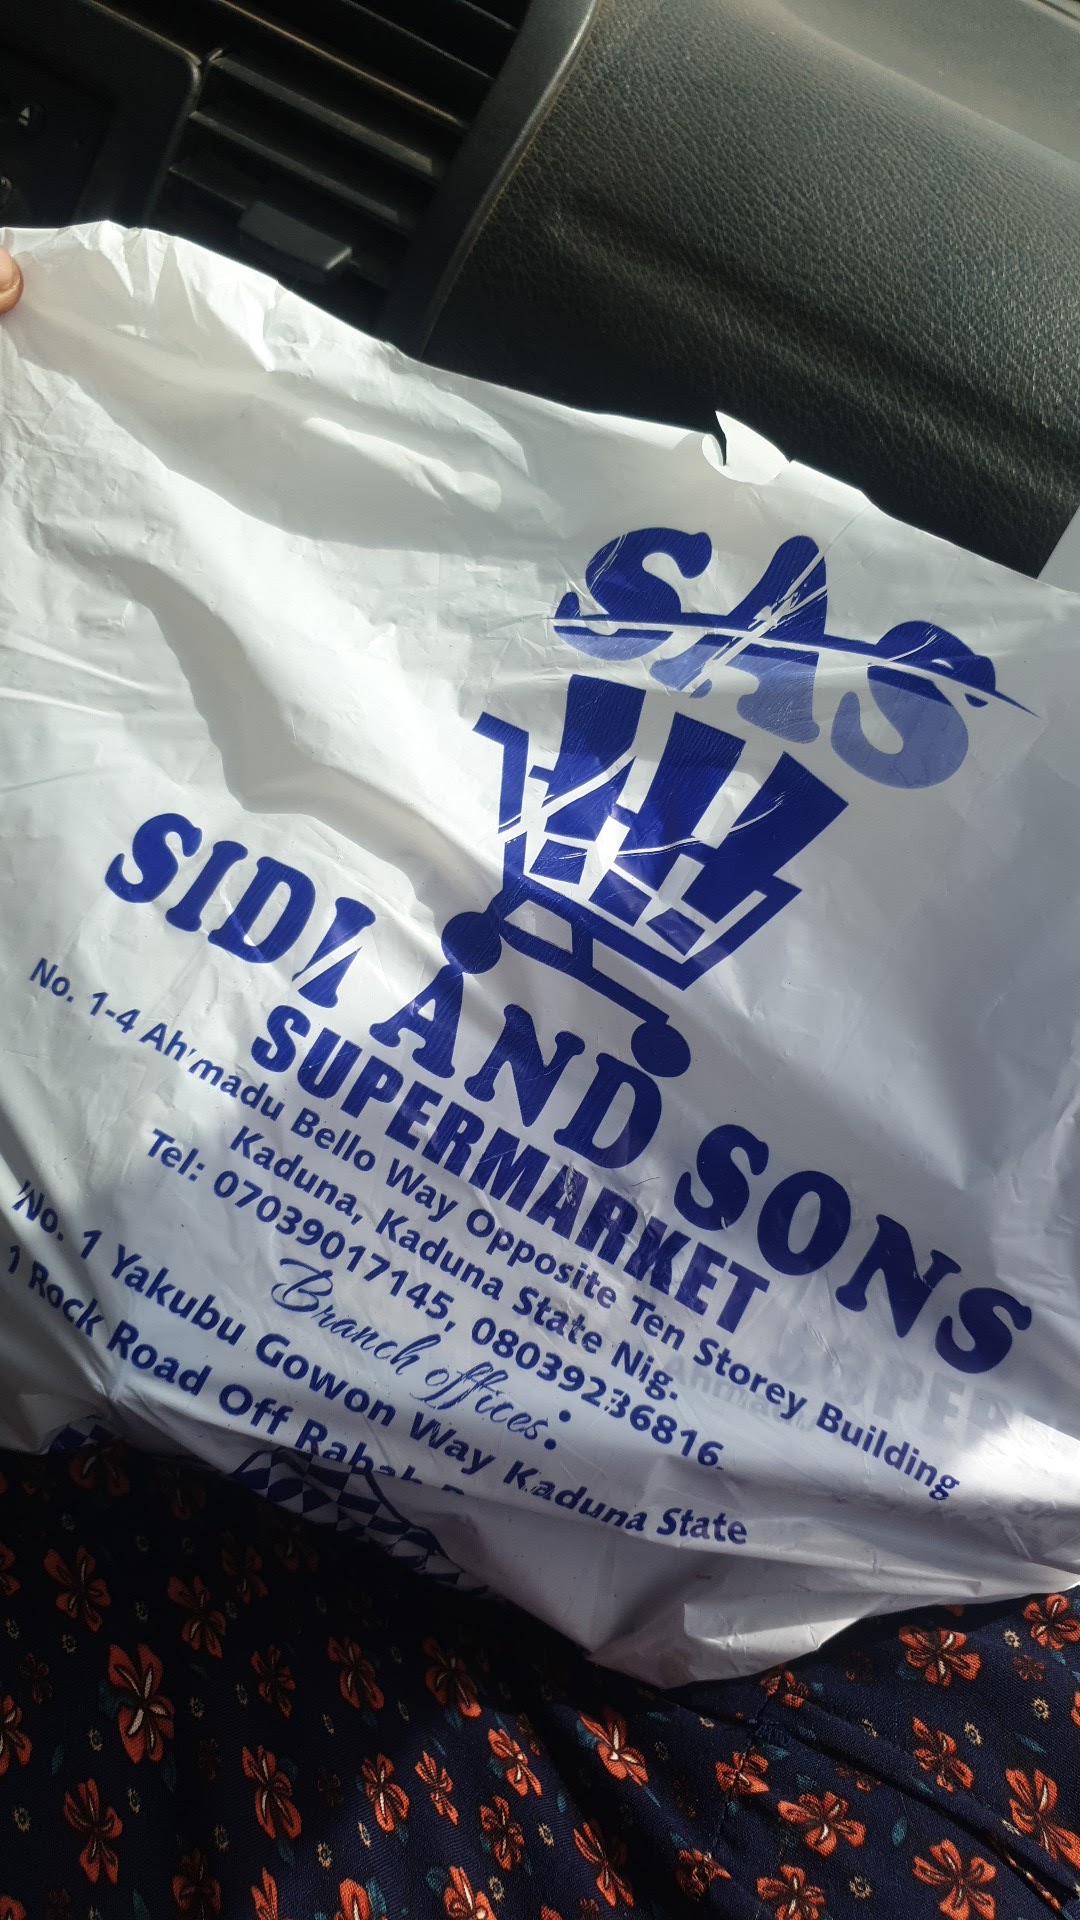 SAS
SIDI AND SONS
SUPERMARKET
No. 1-4 Ahmadu Bello Way Opposite Ten Storey Building
Kaduna, Kaduna State Nig.
Tel: 07039017145, 08039236816.
Branch offices:
No. 1 Yakubu Gowon Way Kaduna State
1 Rock Road Off Rabah